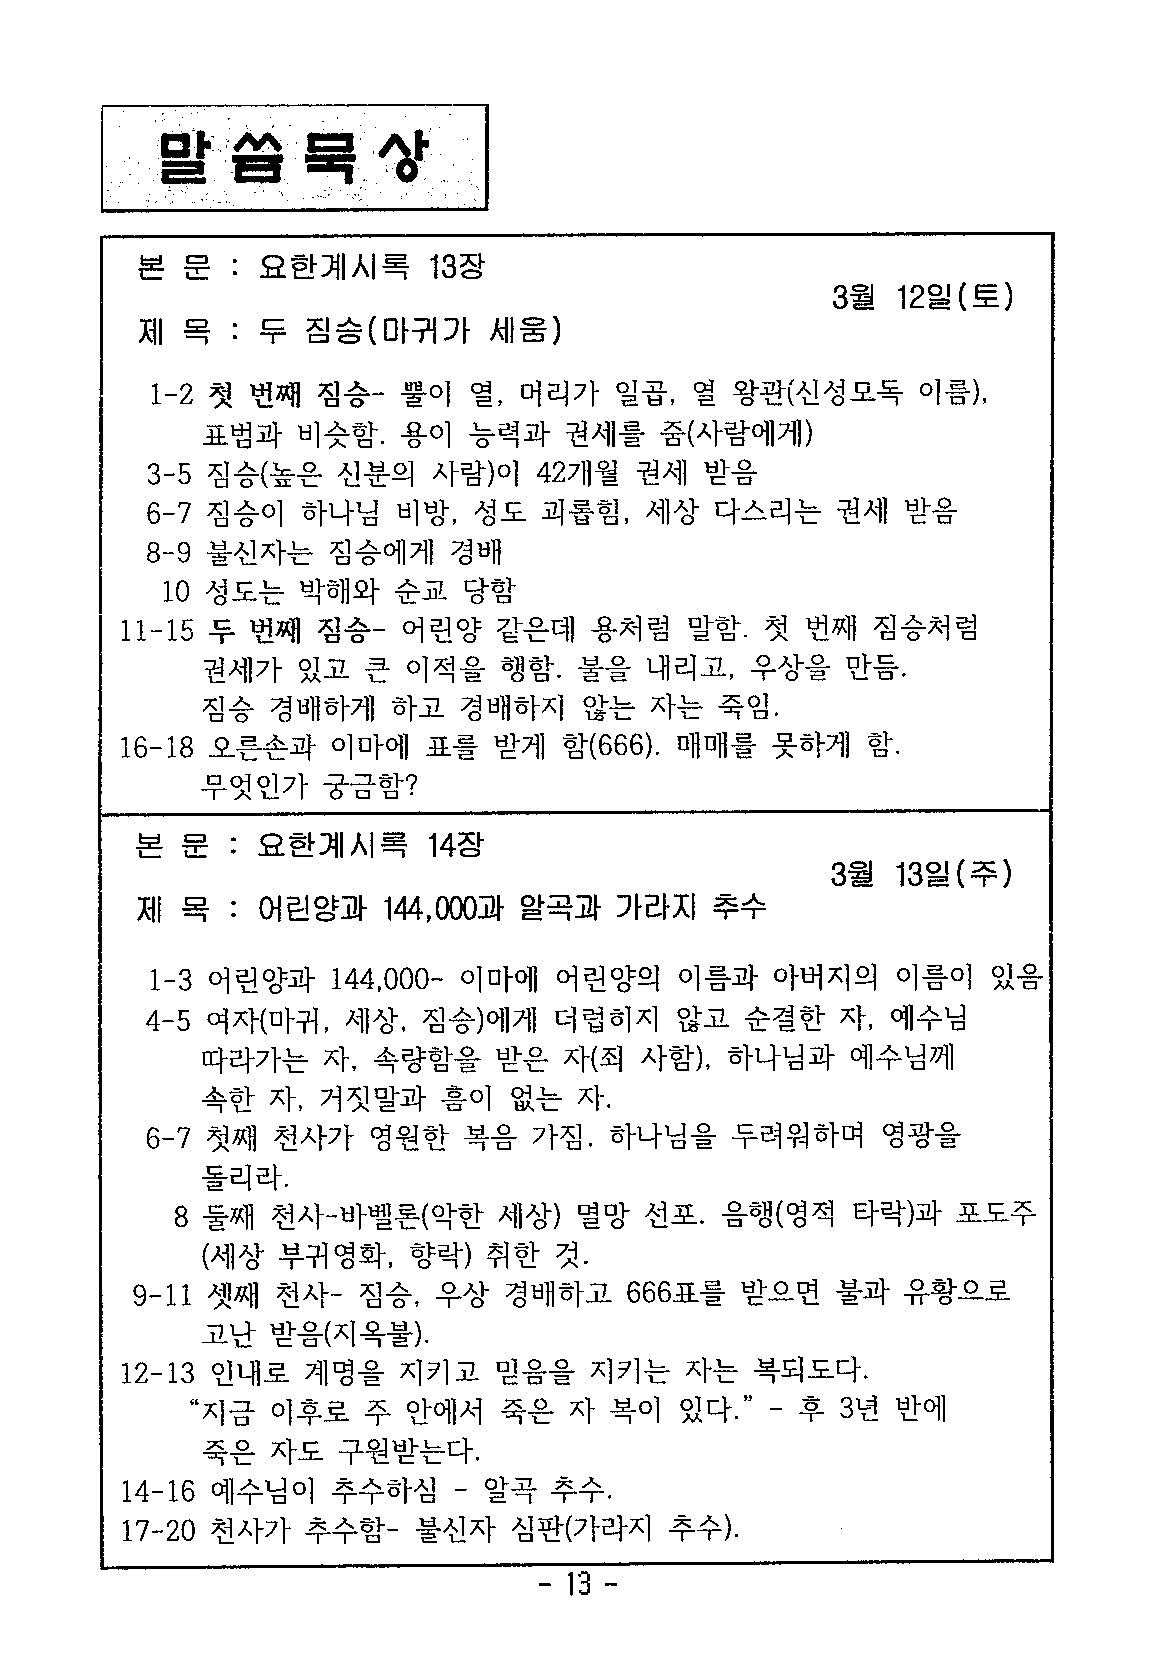 말씀묵상
본 문 : 요한계시록 13장
3월 12일(토)
제 목 : 두 짐승(마귀가 세움)
1-2 첫 번째 짐승- 뿔이 열, 머리가 일곱, 열 왕관(신성모독 이름),
표범과 비슷함. 용이 능력과 권세를 줌(사람에게)
3-5 짐승(높은 신분의 사람)이 42개월 권세 받음
6-7 짐승이 하나님 비방, 성도 괴롭힘, 세상 다스리는 권세 받음
8-9 불신자는 짐승에게 경배
10 성도는 박해와 순교 당함
11-15 두 번째 짐승- 어린양 같은데 용처럼 말함. 첫 번째 짐승처럼
권세가 있고 큰 이적을 행함. 불을 내리고, 우상을 만듬.
짐승 경배하게 하고 경배하지 않는 자는 죽임.
16-18 오른손과 이마에 표를 받게 함(666). 매매를 못하게 함.
무엇인가 궁금함?
본 문 : 요한계시록 14장
3월 13일(주)
제 목 : 어린양과 144,000과 알곡과 가라지 추수
1-3 어린양과 144,000- 이마에 어린양의 이름과 아버지의 이름이 있음
4-5 여자(마귀, 세상, 짐승)에게 더럽히지 않고 순결한 자, 예수님
따라가는 자, 속량함을 받은 자(죄 사함), 하나님과 예수님께
속한 자, 거짓말과 흠이 없는 자.
6-7 첫째 천사가 영원한 복음 가짐. 하나님을 두려워하며 영광을
돌리라.
8 둘째 천사-바벨론(악한 세상) 멸망 선포. 음행(영적 타락)과 포도주
(세상 부귀영화, 향락) 취한 것.
9-11 셋째 천사- 짐승, 우상 경배하고 666표를 받으면 불과 유황으로
고난 받음(지옥불).
12-13 인내로 계명을 지키고 믿음을 지키는 자는 복되도다.
“지금 이후로 주 안에서 죽은 자 복이 있다.” - 후 3년 반에
죽은 자도 구원받는다.
14-16 예수님이 추수하심 - 알곡 추수.
17-20 천사가 추수함- 불신자 심판(가라지 추수).
- 13 -